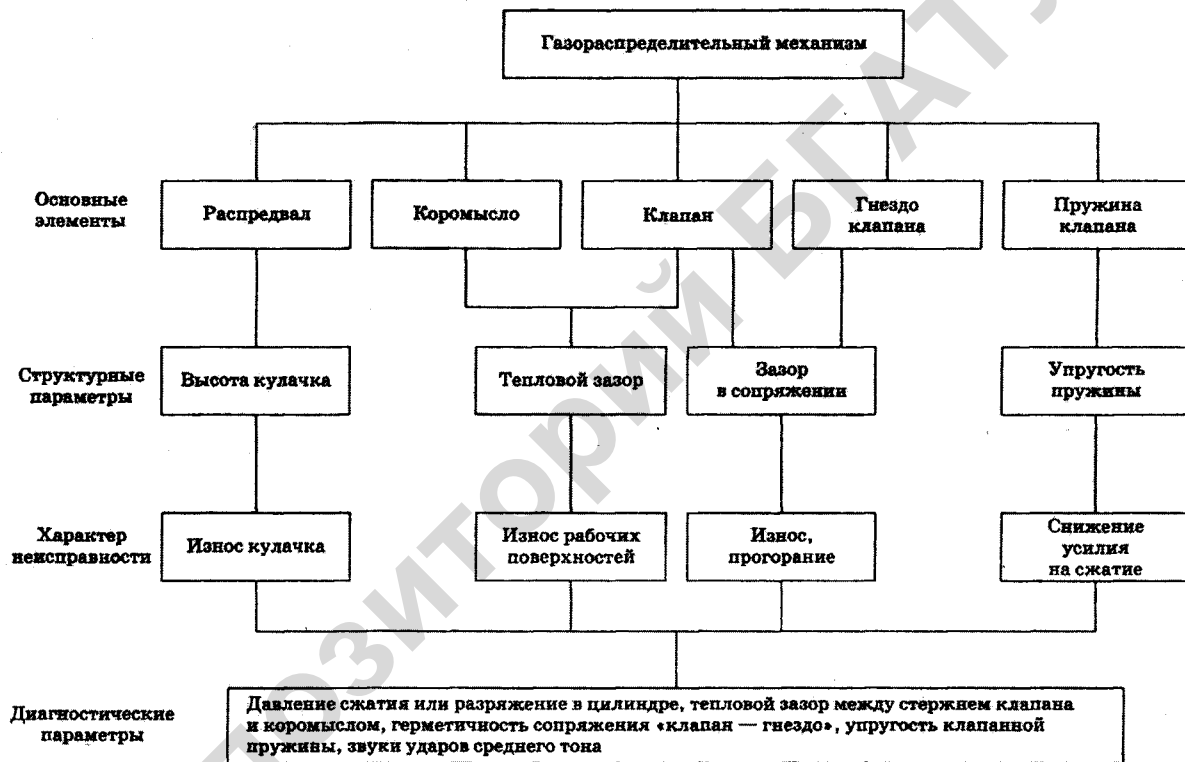 Газораспределительный механизм
Основные
элементы
Распредвал
Коромысло
Клапан
Гнездо
клапана
Пружина
клапана
Структурные
параметры
Высота кулачка
Тепловой зазор
Зазор
в сопряжении
Упругость
пружины
Характер
неисправности
Износ кулачка
Износ рабочих
поверхностей
Износ,
прогорание
Снижение
усилия
на сжатие
Диагностические
параметры
Давление сжатия или разряжение в цилиндре, тепловой зазор между стержнем клапана
и коромыслом, герметичность сопряжения «клапан — гнездо», упругость клапанной
пружины, звуки ударов среднего тона
позиторий БГАТУ